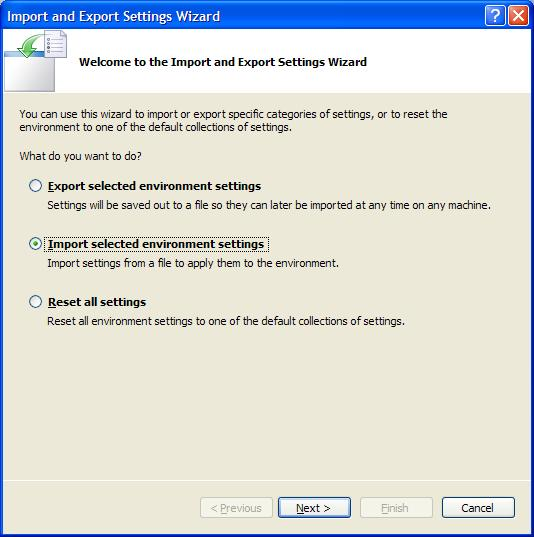 Import and Export Settings Wizard
Welcome to the Import and Export Settings Wizard
You can use this wizard to import or export specific categories of settings, or to reset the
environment to one of the default collections of settings.
What do you want to do?
Export selected environment settings
Settings will be saved out to a file so they can later be imported at any time on any machine.
Import selected environment settings
Import settings from a file to apply them to the environment.
Reset all settings
Reset all environment settings to one of the default collections of settings.
< Previous Next > Finish Cancel